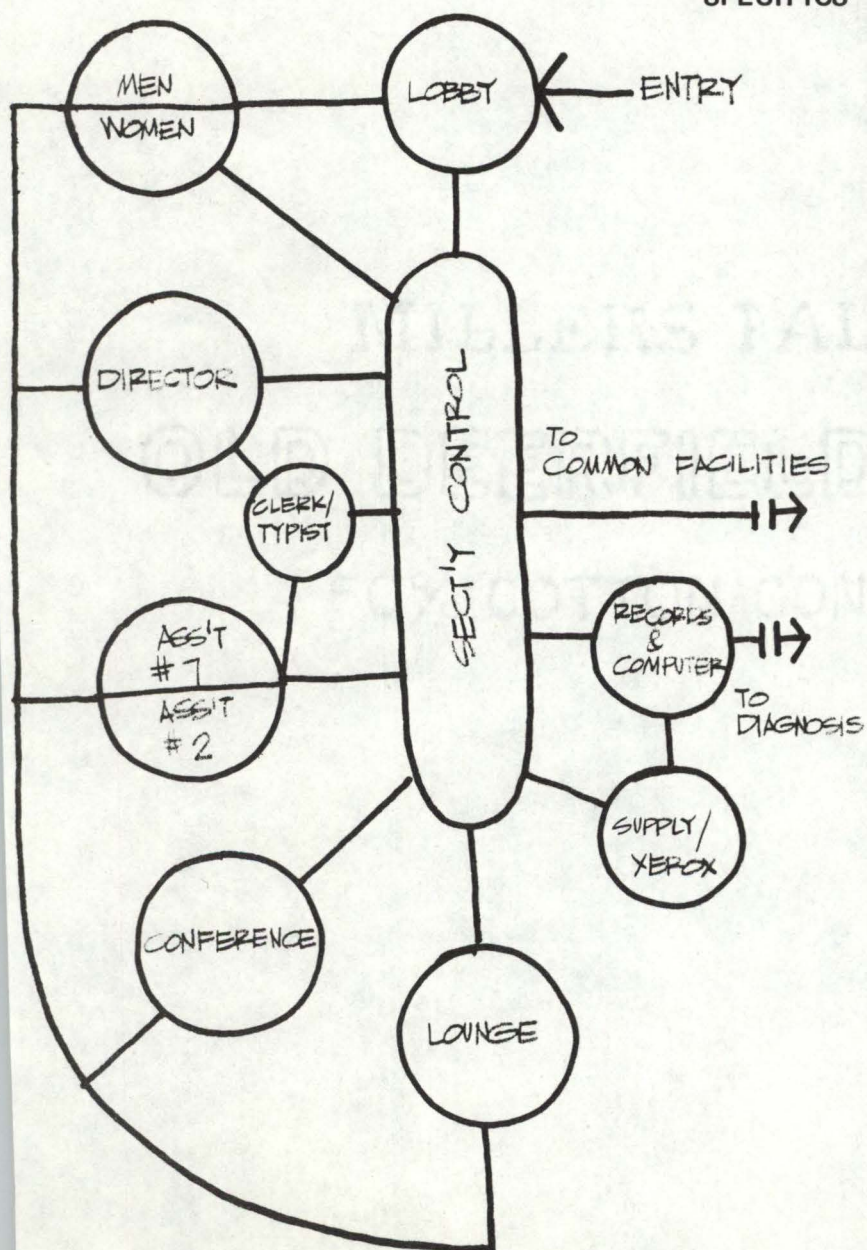 MEN
WOMEN
LOBBY
ENTRY
DIRECTOR
CLERK/
TYPIST
SECT'Y CONTROL
TO
COMMON FACILITIES
ASS'T
#1
ASS'T
#2
RECORDS
&
COMPUTER
TO
DIAGNOSIS
SUPPLY/
XEROX
CONFERENCE
LOUNGE